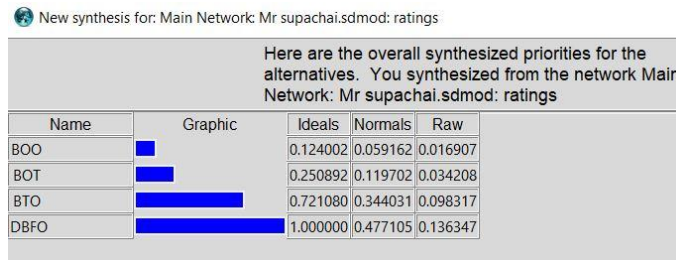 New synthesis for: Main Network: Mr supachai.sdmod: ratings
Here are the overall synthesized priorities for the
alternatives. You synthesized from the network Main
Network: Mr supachai.sdmod: ratings
Name Graphic Ideals Normals Raw
BOO 0.124002 0.059162 0.016907
BOT 0.250892 0.119702 0.034208
BTO 0.721080 0.344031 0.098317
DBFO 1.000000 0.477105 0.136347